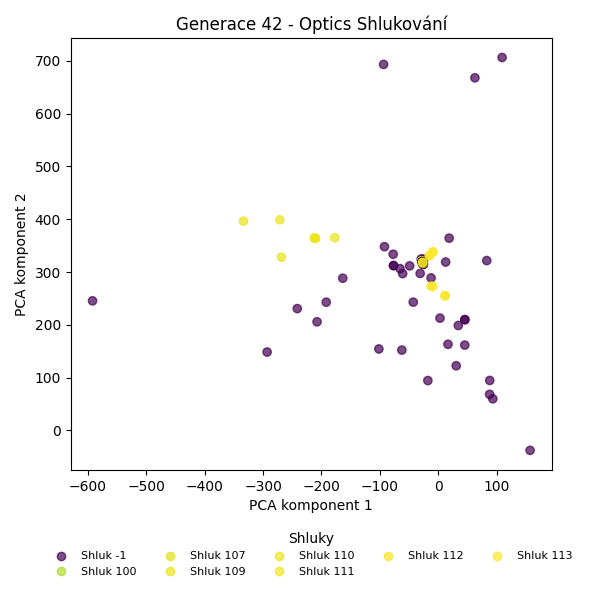 Generace 42 - Optics Shlukování
PCA komponent 2
700
600
500
400
300
200
100
0
−600 −500 −400 −300 −200 −100 0 100
PCA komponent 1
Shluky
Shluk -1 Shluk 107 Shluk 110 Shluk 112 Shluk 113
Shluk 100 Shluk 109 Shluk 111